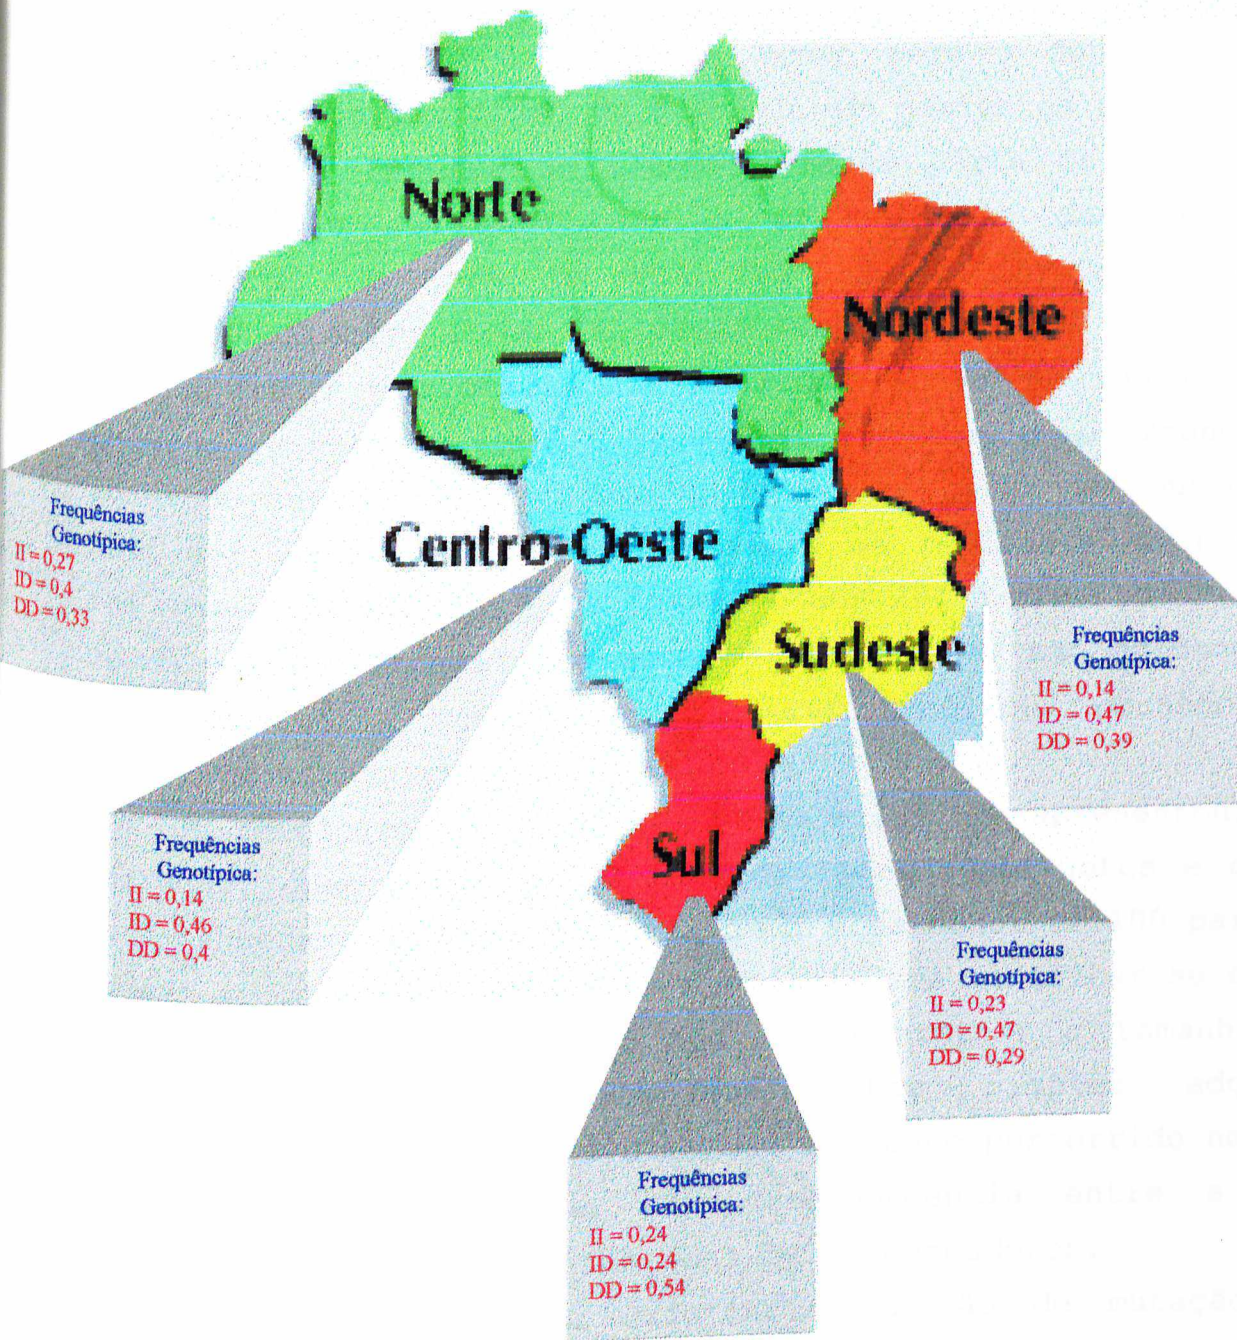 Norte
Nordeste
Centro-Oeste
Sudeste
Sul
Frequências
Genotípica:
II = 0,27
ID = 0,4
DD = 0,33
Frequências
Genotípica:
II = 0,14
ID = 0,47
DD = 0,39
Frequências
Genotípica:
II = 0,14
ID = 0,46
DD = 0,4
Frequências
Genotípica:
II = 0,23
ID = 0,47
DD = 0,29
Frequências
Genotípica:
II = 0,24
ID = 0,24
DD = 0,54